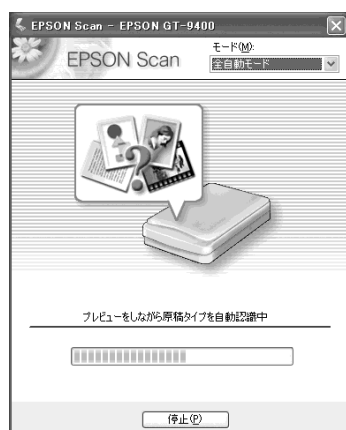 EPSON Scan - EPSON GT-9400
EPSON Scan
モード(M):
全自動モード
?
プレビューをしながら原稿タイプを自動認識中
停止(P)